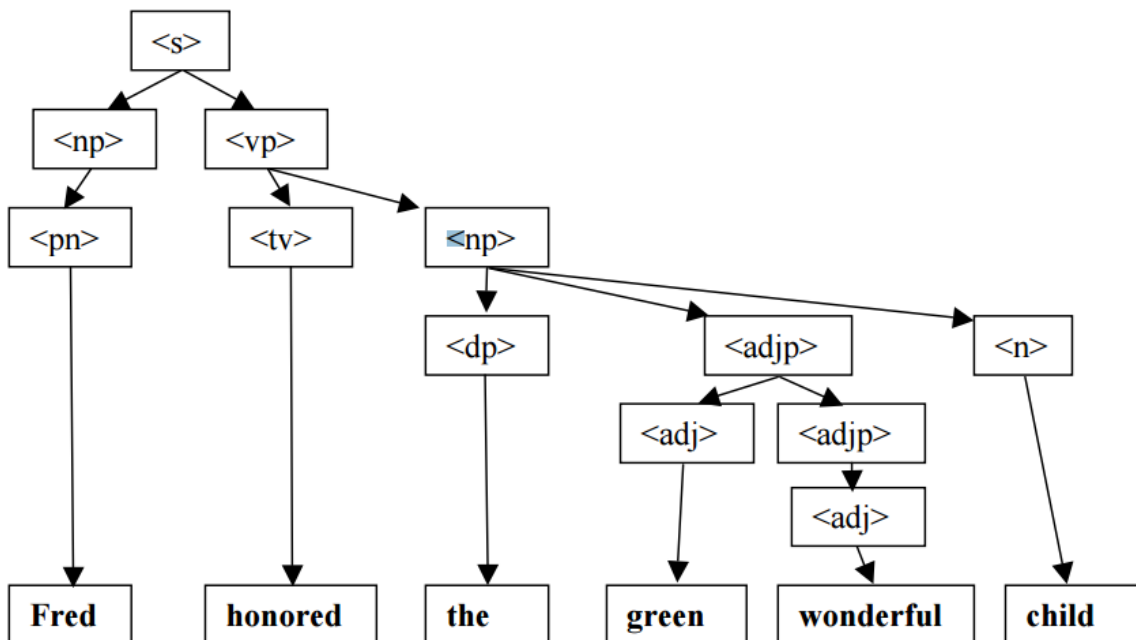 <s>
<np> <vp>
<pn> <tv> <np>
<dp> <adjp> <n>
<adj> <adjp>
<adj>
Fred honored the green wonderful child